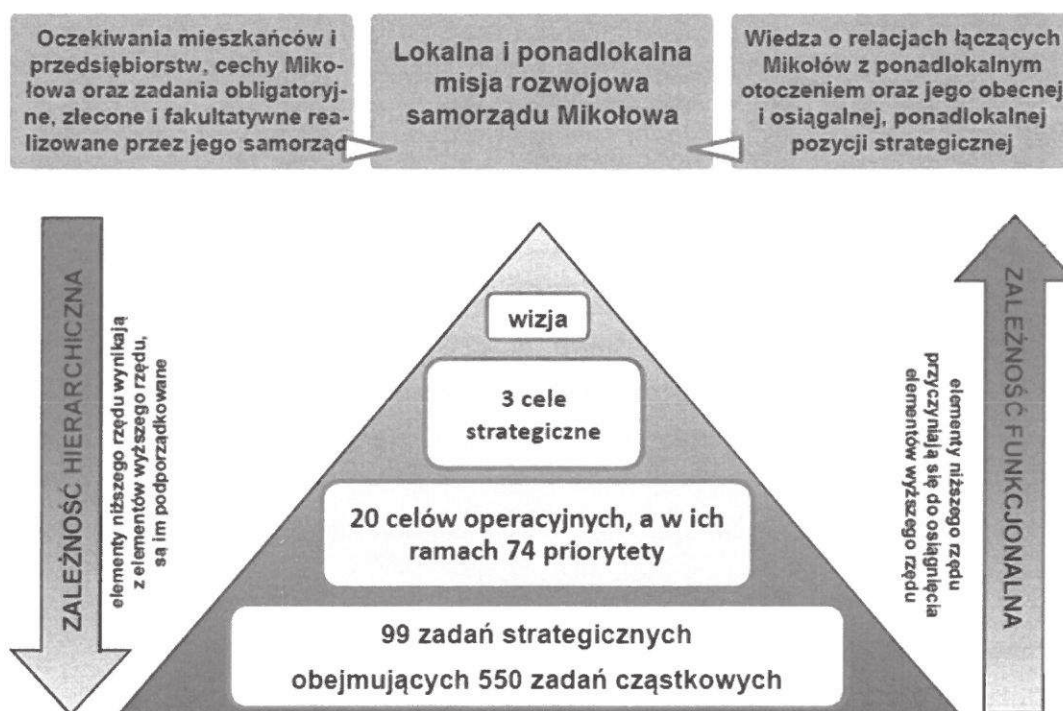 Oczekiwania mieszkańców i
przedsiębiorstw, cechy Miko-
łowa oraz zadania obligatoryj-
ne, zlecone i fakultatywne rea-
lizowane przez jego samorząd
Lokalna i ponadlokalna
misja rozwojowa
samorządu Mikołowa
Wiedza o relacjach łączących
Mikołów z ponadlokalnym
otoczeniem oraz jego obecnej
i osiągalnej, ponadlokalnej
pozycji strategicznej
ZALEŻNOŚĆ HIERARCHICZNA
elementy niższego rzędu wynikają
z elementów wyższego rzędu,
są im podporządkowane
wizja
3 cele
strategiczne
20 celów operacyjnych, a w ich
ramach 74 priorytety
99 zadań strategicznych
obejmujących 550 zadań cząstkowych
elementy niższego rzędu
przyczyniają się do osiągnięcia
elementów wyższego rzędu
ZALEŻNOŚĆ FUNKCJONALNA